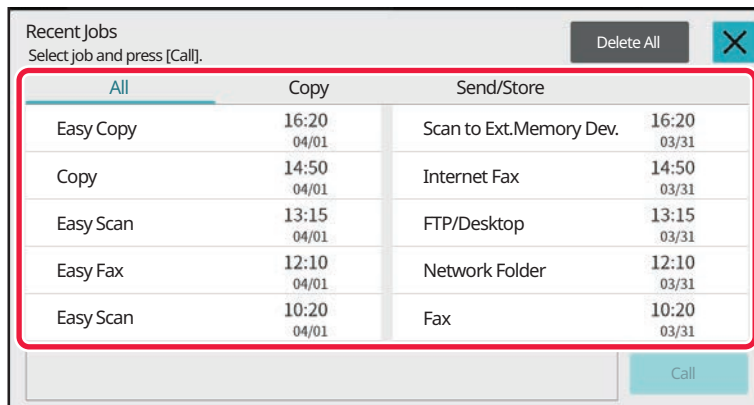 Recent Jobs
Select job and press [Call].
Delete All
All Copy Send/Store
Easy Copy 16:20 04/01
Copy 14:50 04/01
Easy Scan 13:15 04/01
Easy Fax 12:10 04/01
Easy Scan 10:20 04/01
Scan to Ext.Memory Dev. 16:20 03/31
Internet Fax 14:50 03/31
FTP/Desktop 13:15 03/31
Network Folder 12:10 03/31
Fax 10:20 03/31
Call